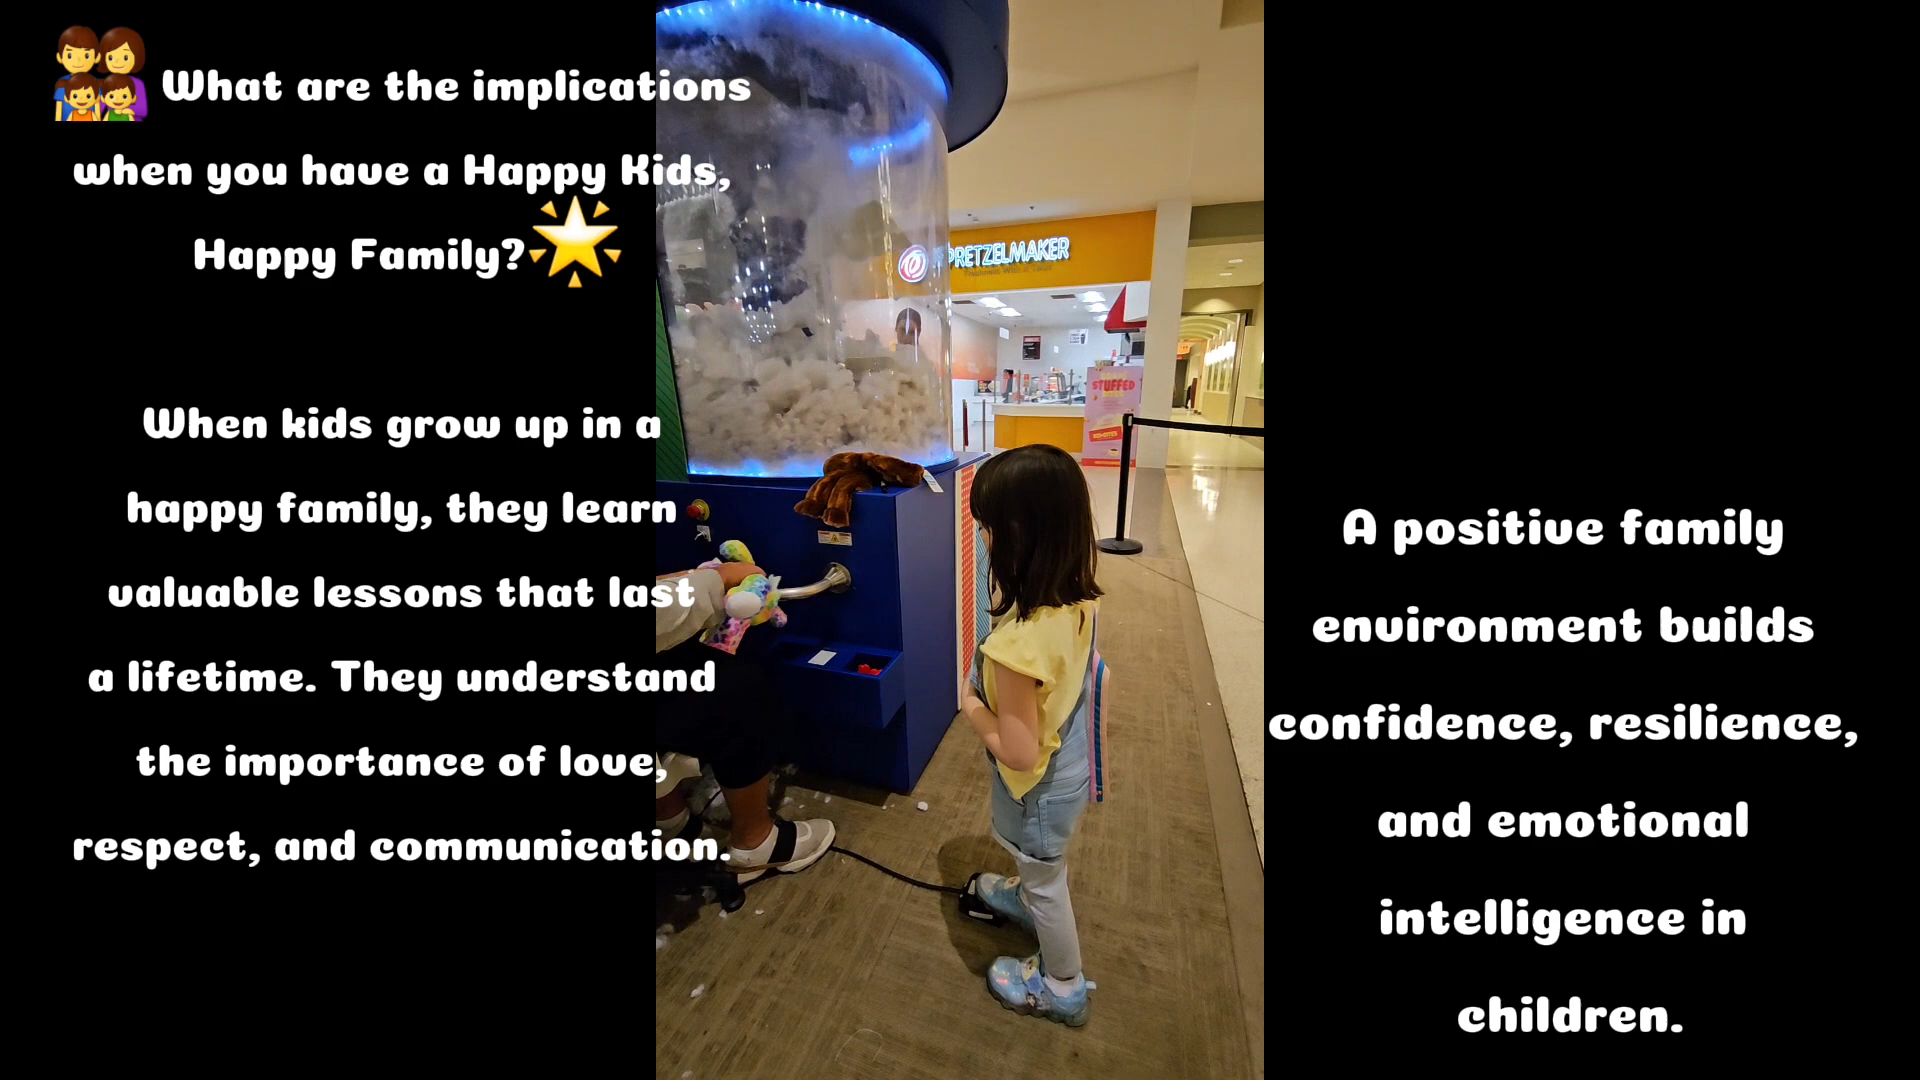 What are the implications
when you have a Happy Kids,
Happy Family?
When kids grow up in a
happy family, they learn
valuable lessons that last
a lifetime. They understand
the importance of love,
respect, and communication.
PRETZELMAKER
STUFFED
A positive family
environment builds
confidence, resilience,
and emotional
intelligence in
children.